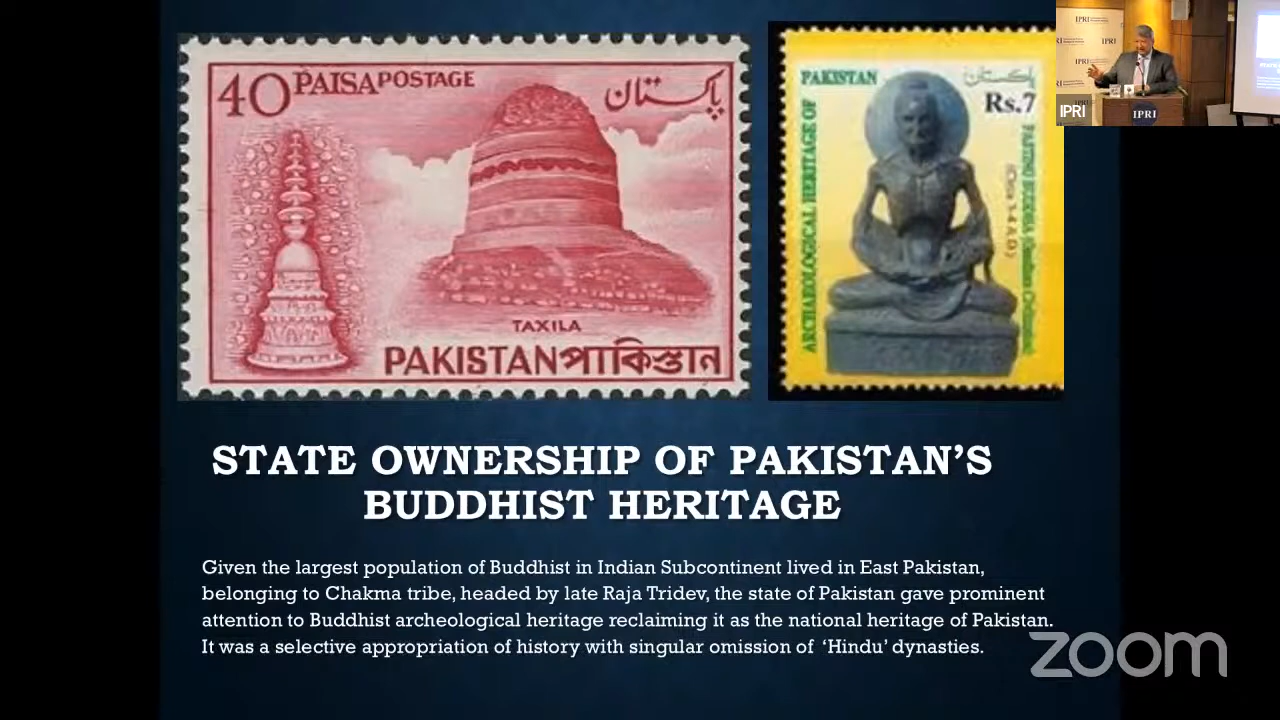 40 PAISA POSTAGE
پاکستان
TAXILA
PAKISTAN পাকিস্তান
PAKISTAN
پاکستان
Rs.7
ARCHAEOLOGICAL HERITAGE OF
FASTING BUDDHA
IPRI
IPRI
IPRI
IPRI
IPRI
STATE OWNERSHIP OF PAKISTAN’S
BUDDHIST HERITAGE
Given the largest population of Buddhist in Indian Subcontinent lived in East Pakistan,
belonging to Chakma tribe, headed by late Raja Tridev, the state of Pakistan gave prominent
attention to Buddhist archeological heritage reclaiming it as the national heritage of Pakistan.
It was a selective appropriation of history with singular omission of ‘Hindu’ dynasties.
zoom